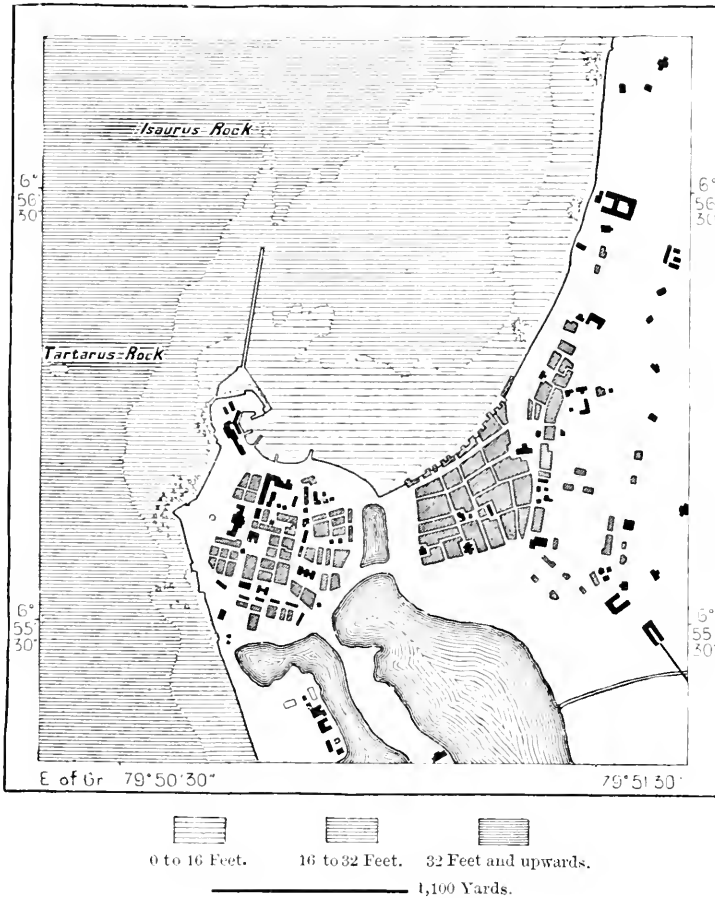 Isaurus-Rock
6°
56
30"
6°
56
30"
Tartarus-Rock
6°
55
30"
6°
55
30"
E of Gr 79°50'30" 79°51'30"
0 to 16 Feet. 16 to 32 Feet. 32 Feet and upwards.
1,100 Yards.